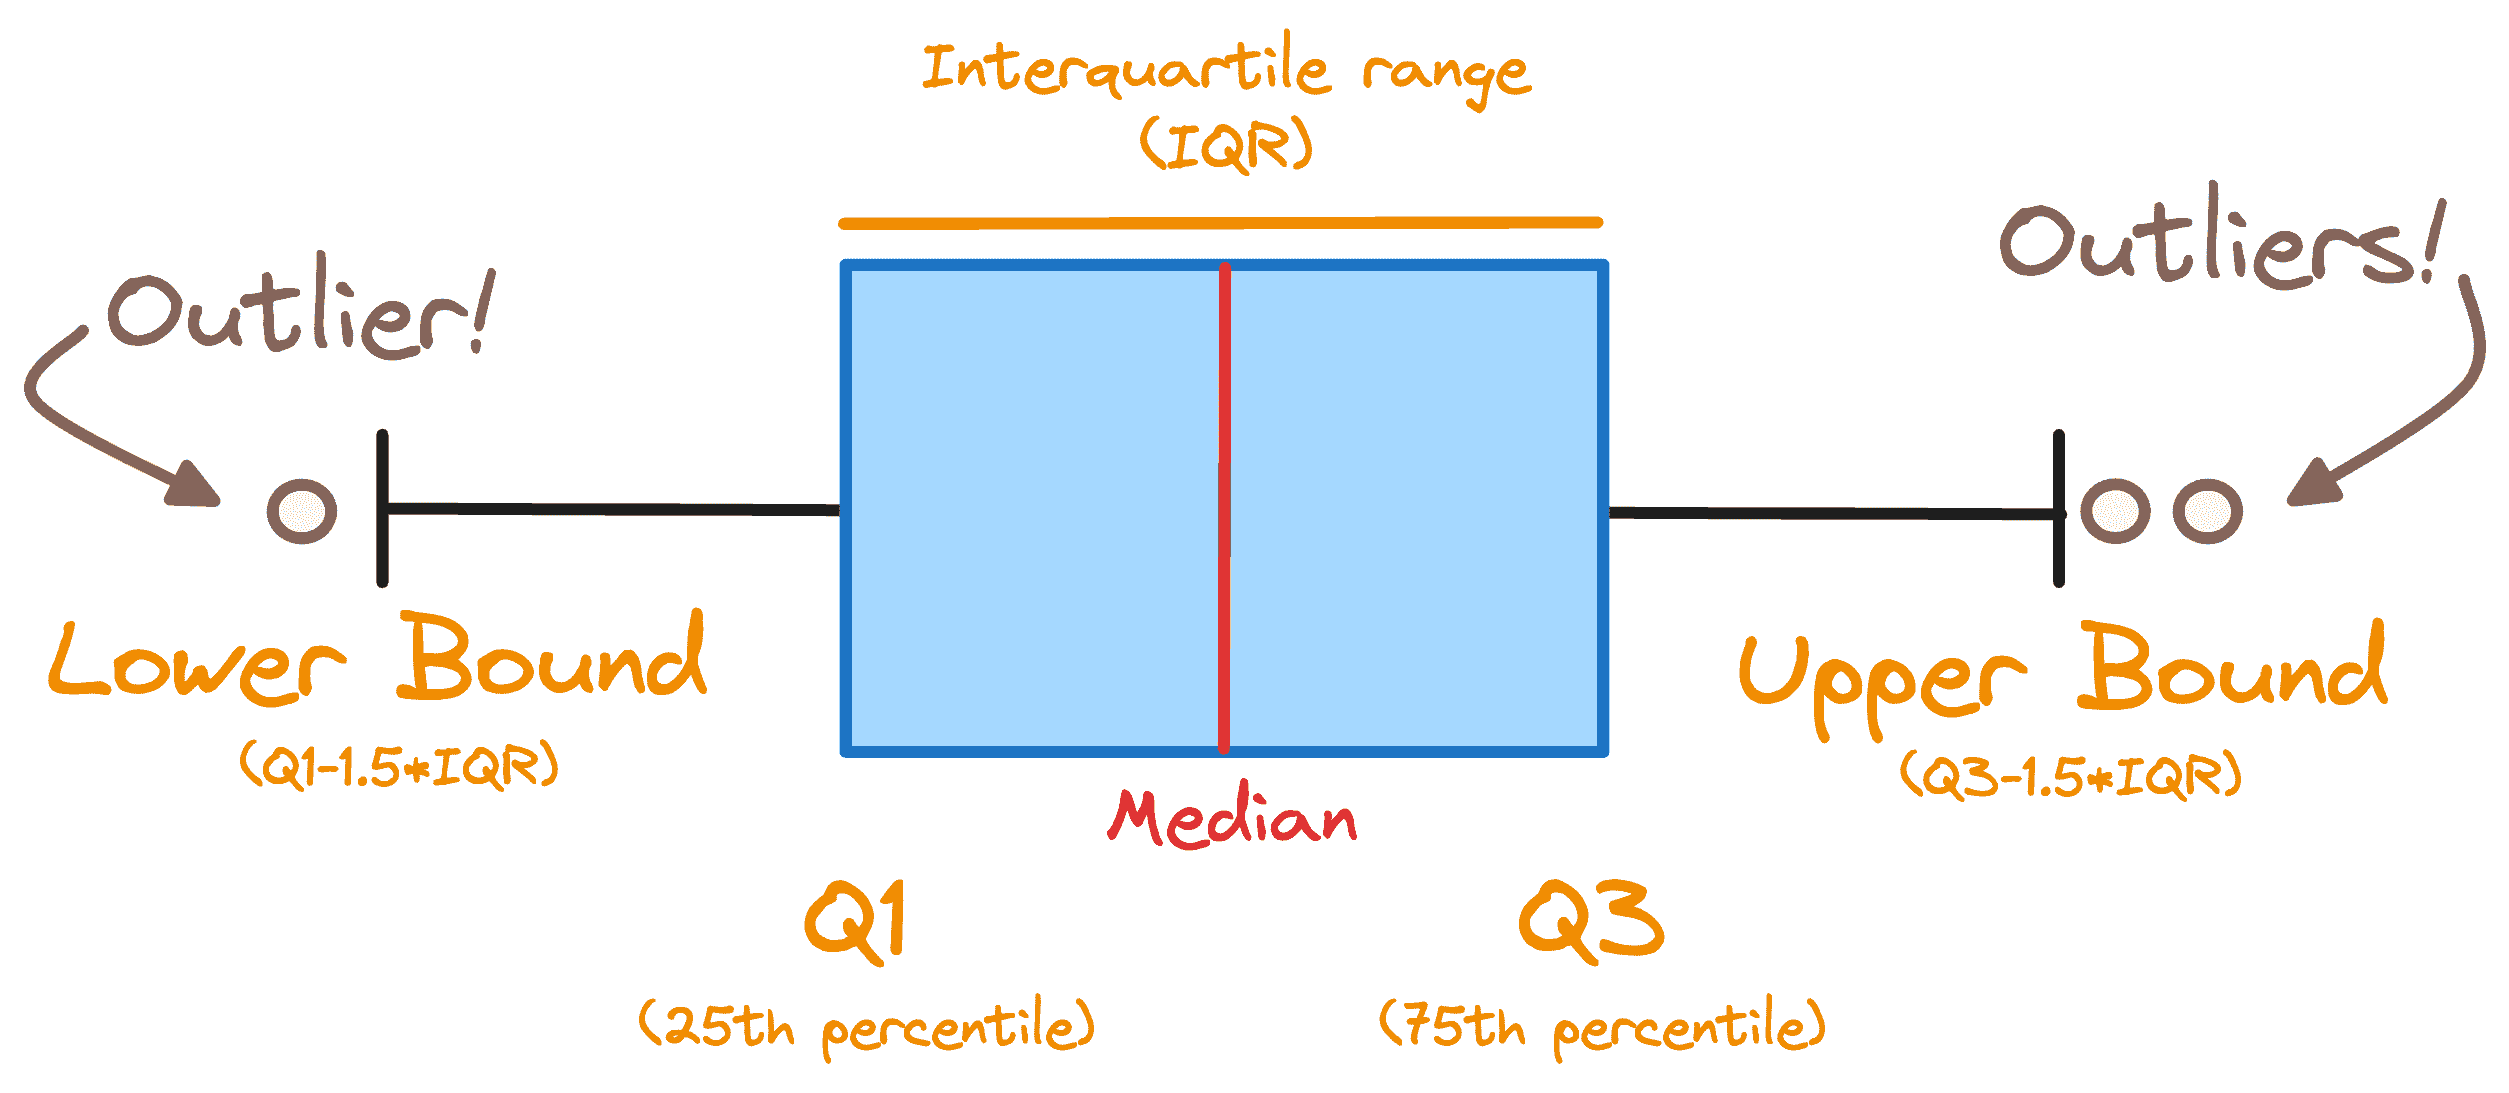 Interquartile range
(IQR)
Outlier!
Outliers!
Lower Bound
(Q1-1.5*IQR)
Upper Bound
(Q3-1.5*IQR)
Median
Q1
(25th percentile)
Q3
(75th percentile)